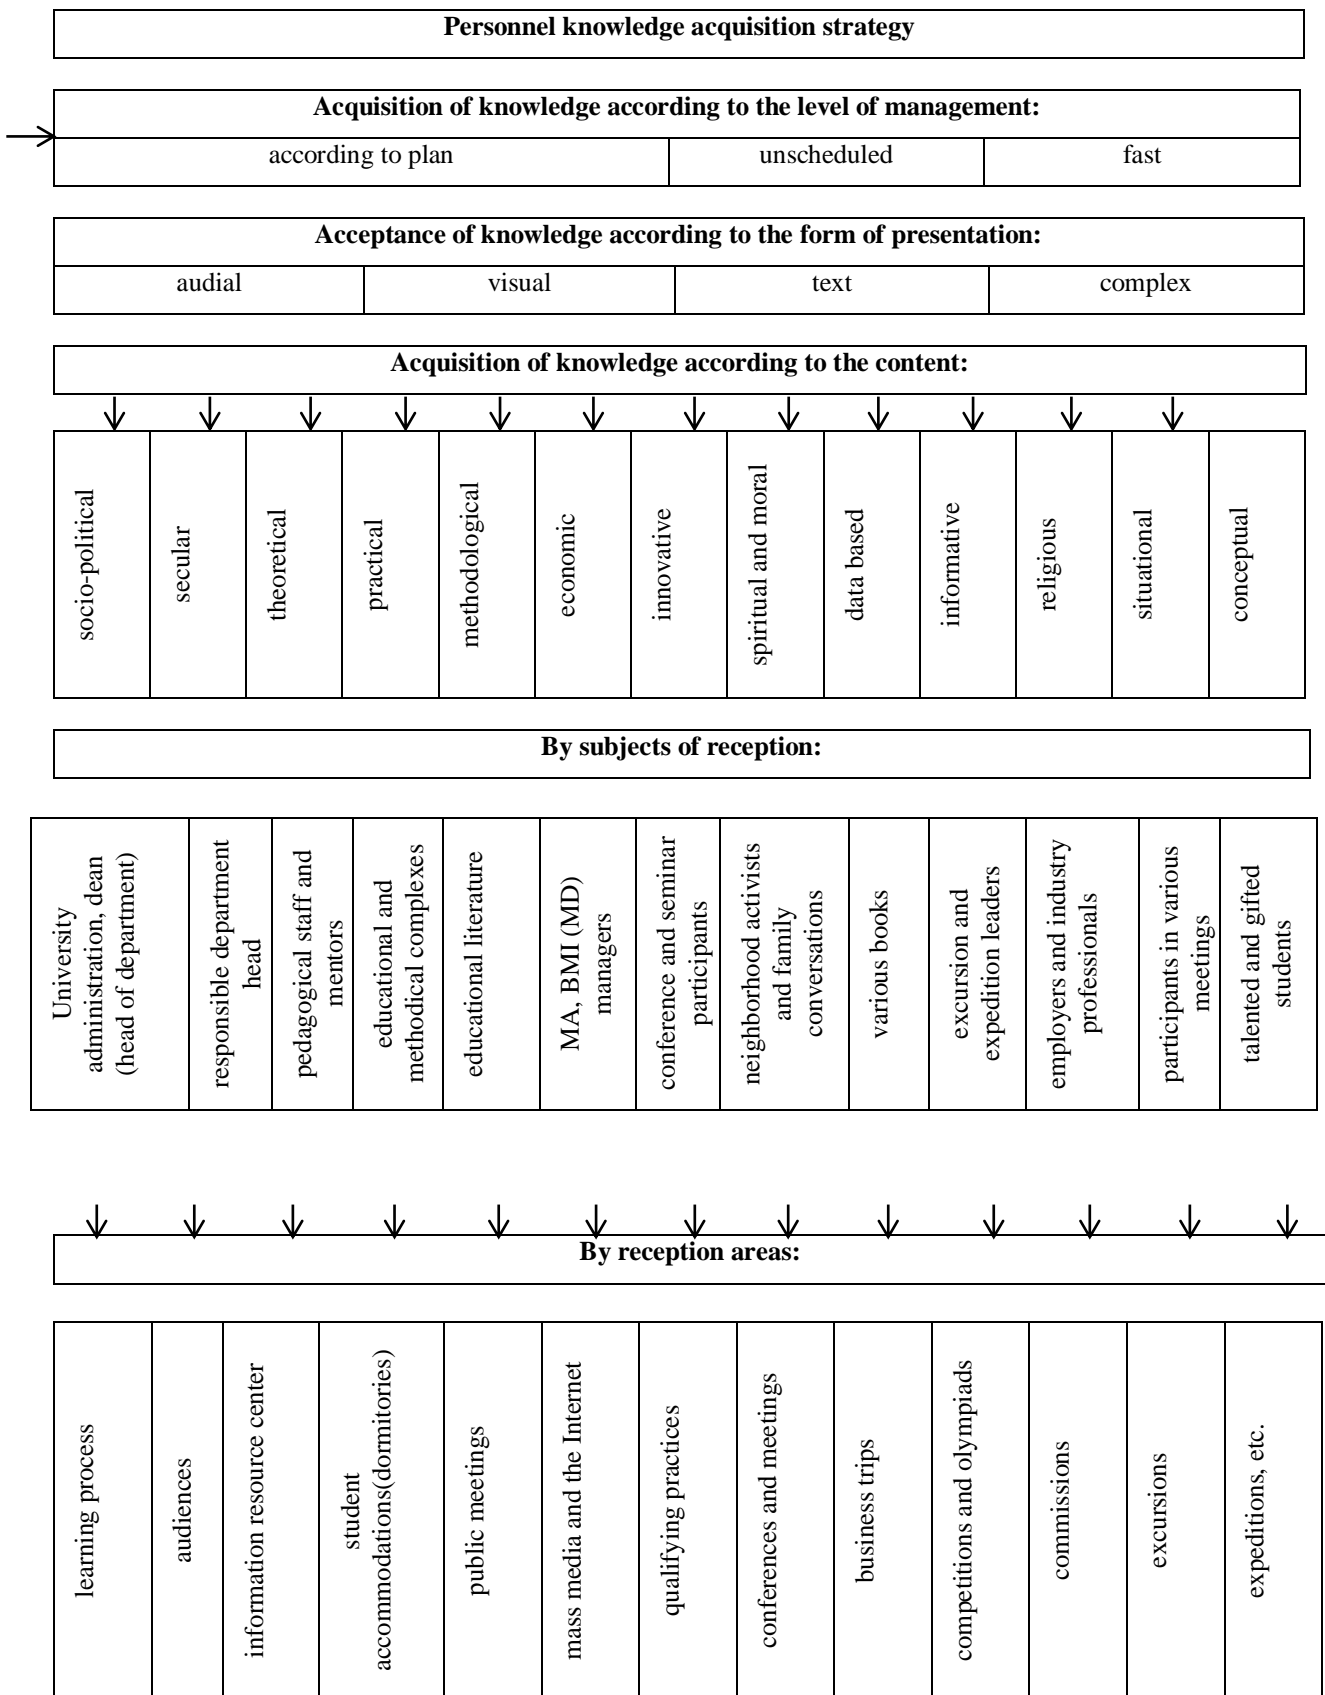 Personnel knowledge acquisition strategy
Acquisition of knowledge according to the level of management:
according to plan
unscheduled
fast
Acceptance of knowledge according to the form of presentation:
audial
visual
text
complex
Acquisition of knowledge according to the content:
socio-political
secular
theoretical
practical
methodological
economic
innovative
spiritual and moral
data based
informative
religious
situational
conceptual
By subjects of reception:
University
administration, dean
(head of department)
responsible department
head
pedagogical staff and
mentors
educational and
methodical complexes
educational literature
MA, BMI (MD)
managers
conference and seminar
participants
neighborhood activists
and family
conversations
various books
excursion and
expedition leaders
employers and industry
professionals
participants in various
meetings
talented and gifted
students
By reception areas:
learning process
audiences
information resource center
student
accommodations(dormitories)
public meetings
mass media and the Internet
qualifying practices
conferences and meetings
business trips
competitions and olympiads
commissions
excursions
expeditions, etc.